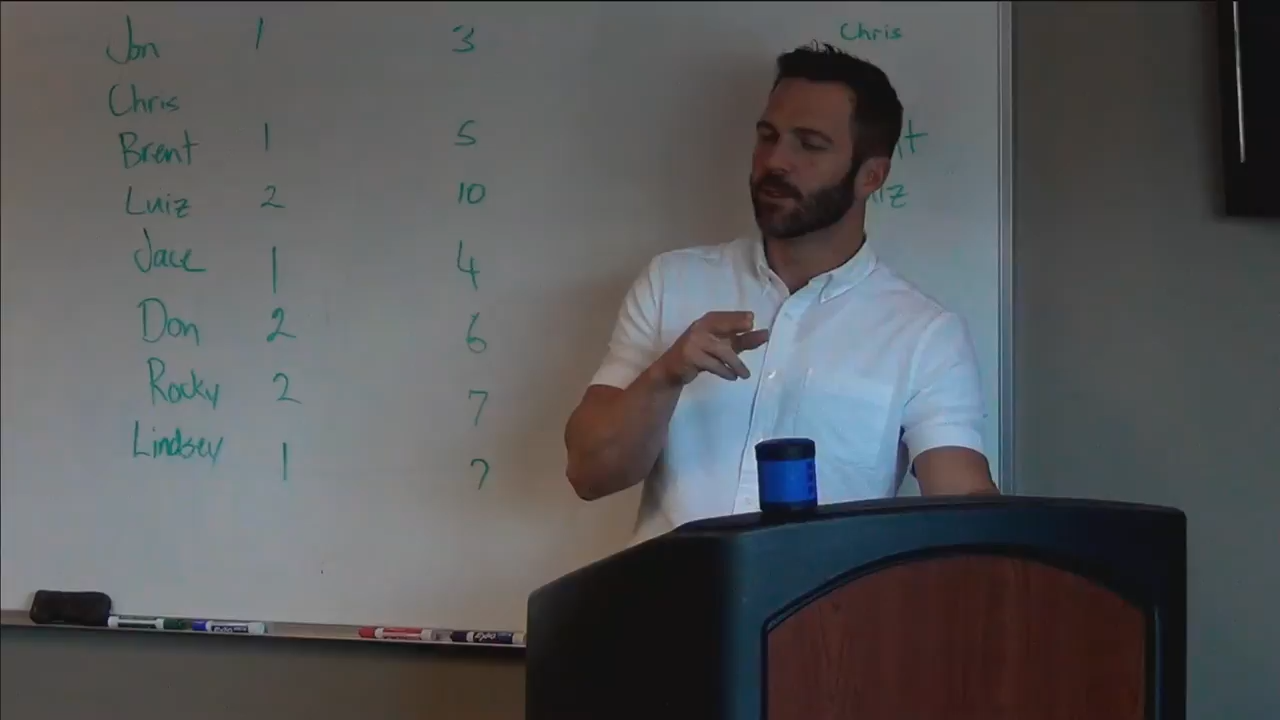 Jon 1 3
Chris
Brent 1 5
Luiz 2 10
Jace 1 4
Don 2 6
Rocky 2 7
Lindsey 1 7
Chris
EXPO